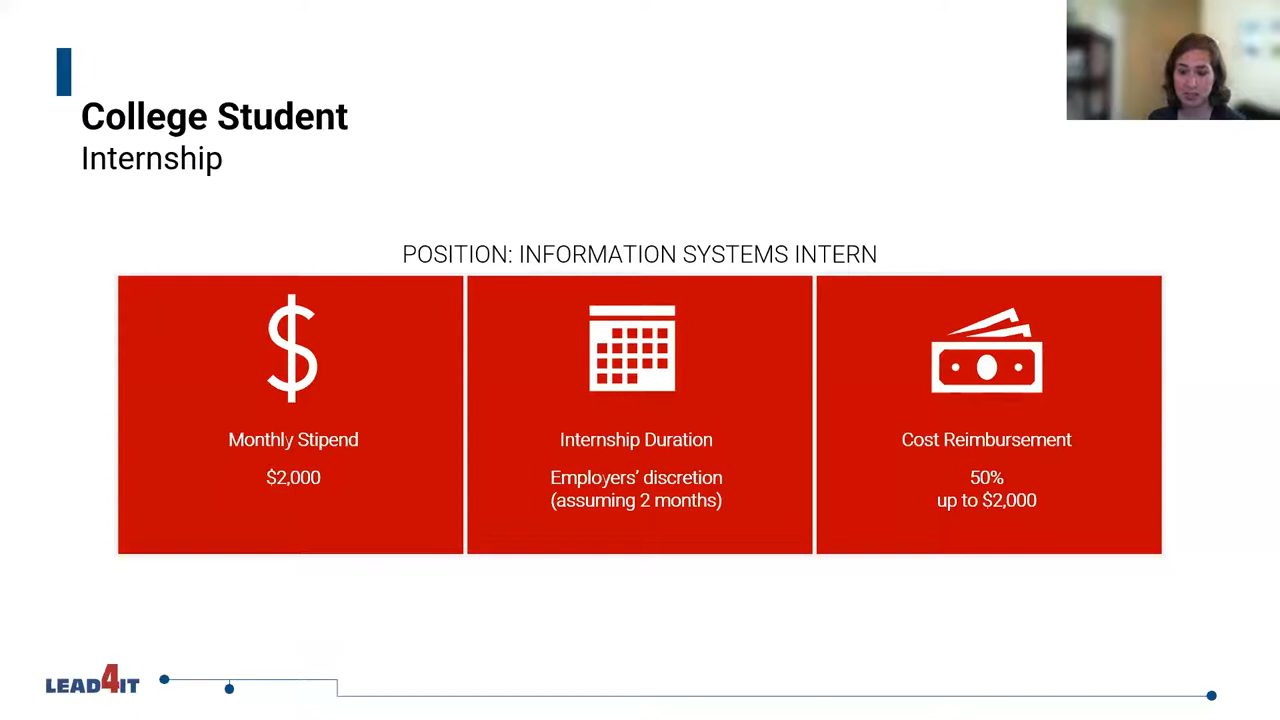 College Student
Internship
POSITION: INFORMATION SYSTEMS INTERN
Monthly Stipend
$2,000
Internship Duration
Employers’ discretion
(assuming 2 months)
Cost Reimbursement
50%
up to $2,000
LEAD4IT